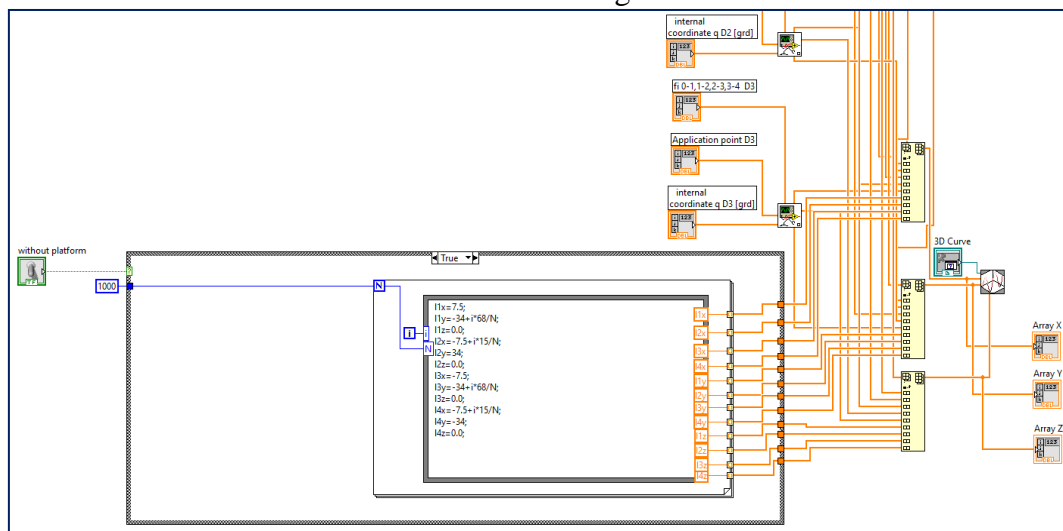 internal
coordinate q D2 [grd]
fi 0-1,1-2,2-3,3-4 D3
Application point D3
internal
coordinate q D3 [grd]
without platform
True
1000
N
i
i
N
l1x=7.5;
l1y=-34+i*68/N;
l1z=0.0;
l2x=-7.5+i*15/N;
l2y=34;
l2z=0.0;
l3x=-7.5;
l3y=-34+i*68/N;
l3z=0.0;
l4x=-7.5+i*15/N;
l4y=-34;
l4z=0.0;
l1x
l2x
l3x
l4x
l1y
l2y
l3y
l4y
l1z
l2z
l3z
l4z
3D Curve
Array X
Array Y
Array Z